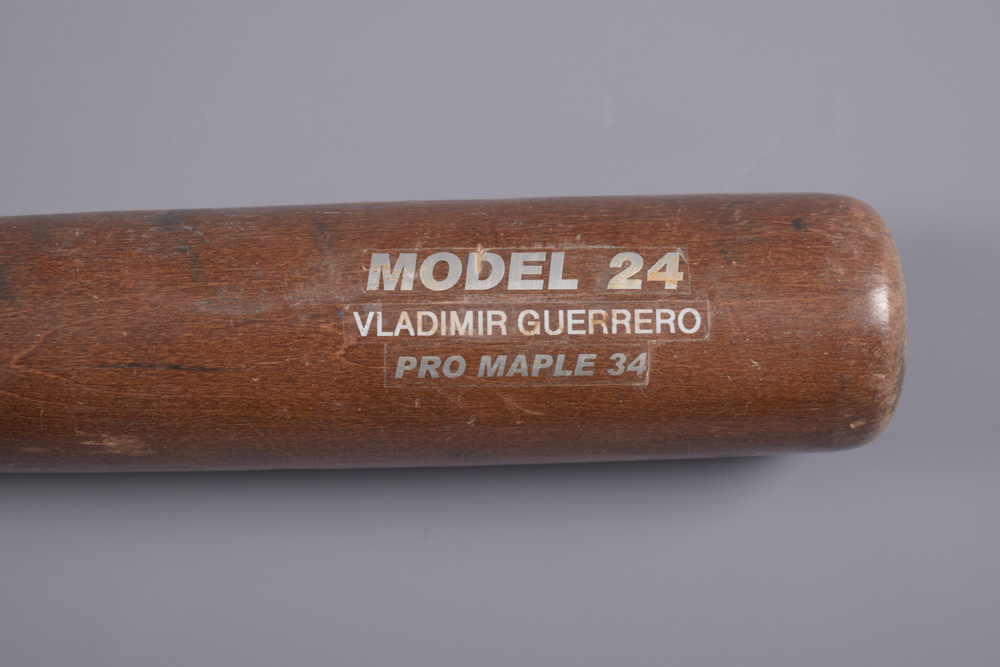 MODEL 24
VLADIMIR GUERRERO
PRO MAPLE 34